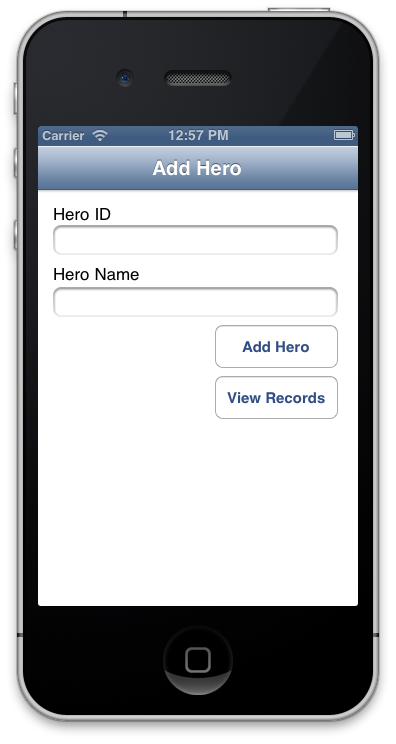 Carrier 12:57 PM
Add Hero
Hero ID
Hero Name
Add Hero
View Records